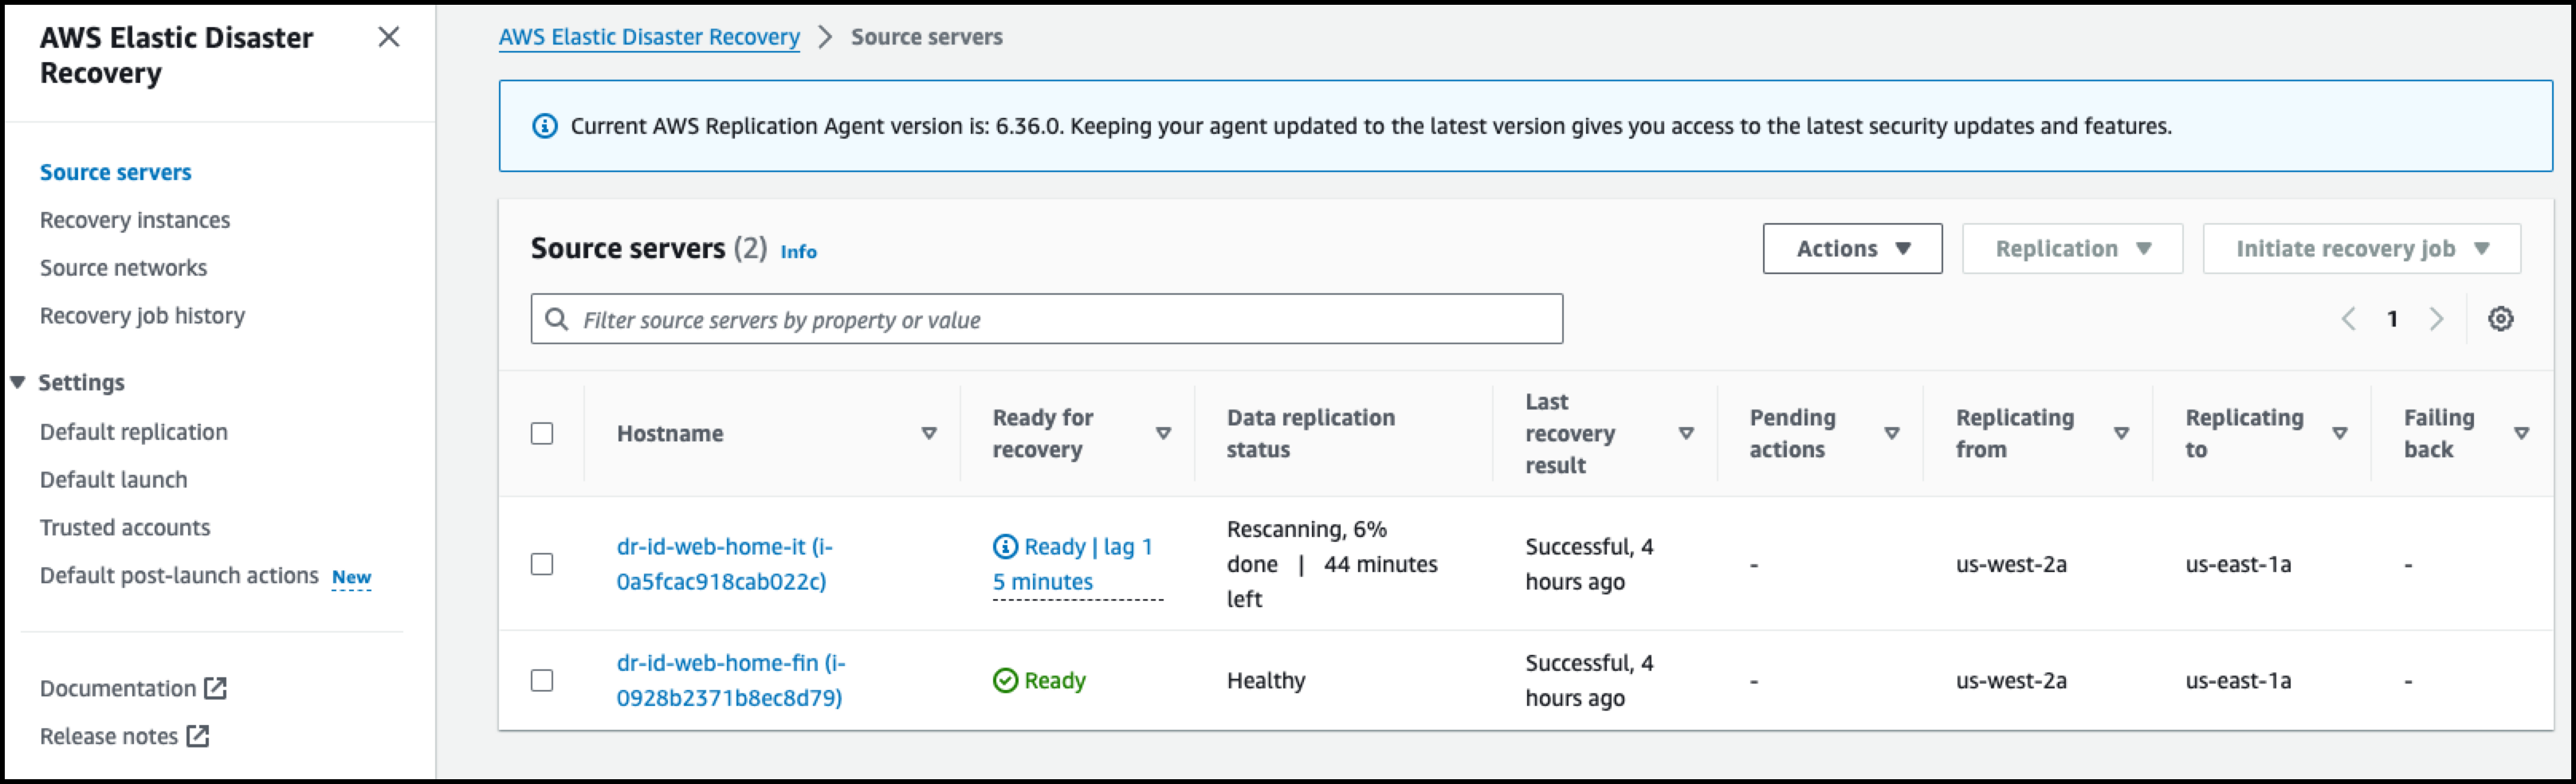 AWS Elastic Disaster
Recovery
Source servers
Recovery instances
Source networks
Recovery job history
Settings
Default replication
Default launch
Trusted accounts
Default post-launch actions New
Documentation
Release notes
AWS Elastic Disaster Recovery > Source servers
Current AWS Replication Agent version is: 6.36.0. Keeping your agent updated to the latest version gives you access to the latest security updates and features.
Source servers (2) Info
Actions
Replication
Initiate recovery job
Filter source servers by property or value
1
Hostname
Ready for
recovery
Data replication
status
Last
recovery
result
Pending
actions
Replicating
from
Replicating
to
Failing
back
dr-id-web-home-it (i-
0a5fcac918cab022c)
Ready | lag 1
5 minutes
Rescanning, 6%
done | 44 minutes
left
Successful, 4
hours ago
-
us-west-2a
us-east-1a
-
dr-id-web-home-fin (i-
0928b2371b8ec8d79)
Ready
Healthy
Successful, 4
hours ago
-
us-west-2a
us-east-1a
-